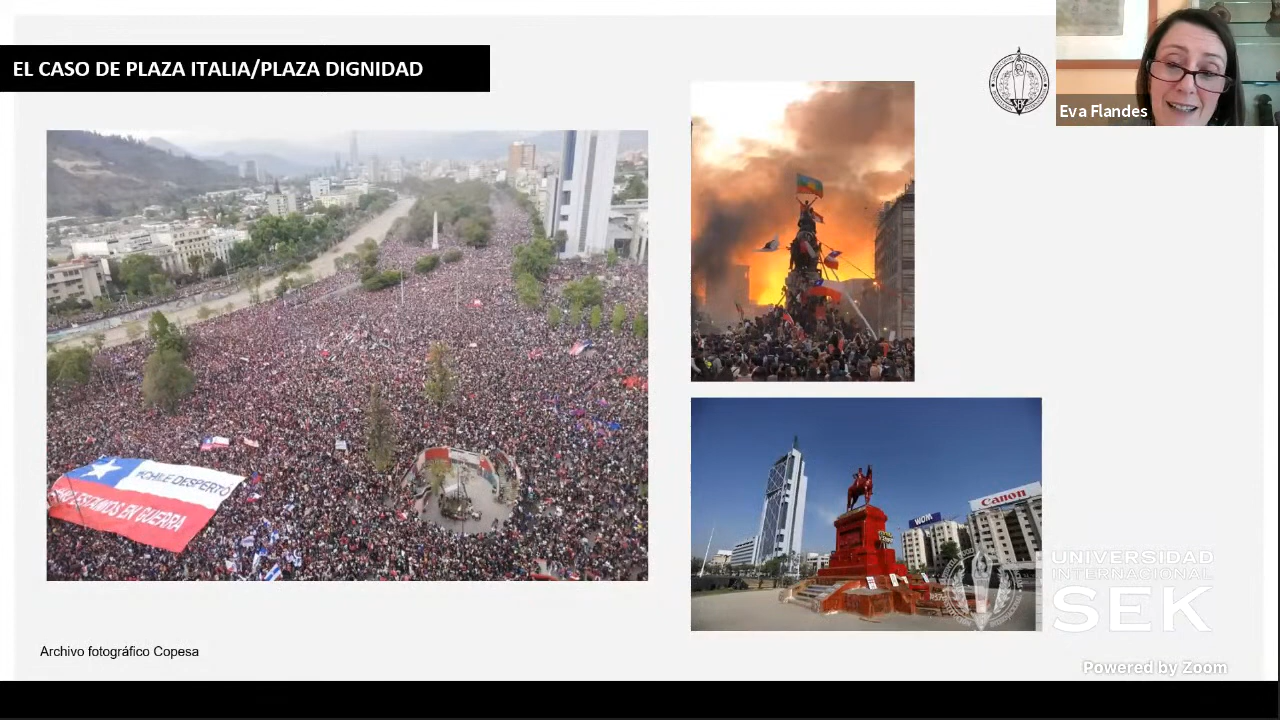 EL CASO DE PLAZA ITALIA/PLAZA DIGNIDAD
SEK
Eva Flandes
#CHILE DESPERTÓ
ESTAMOS EN GUERRA
WOM
Canon
UNIVERSIDAD
INTERNACIONAL
SEK
Archivo fotográfico Copesa
Powered by Zoom